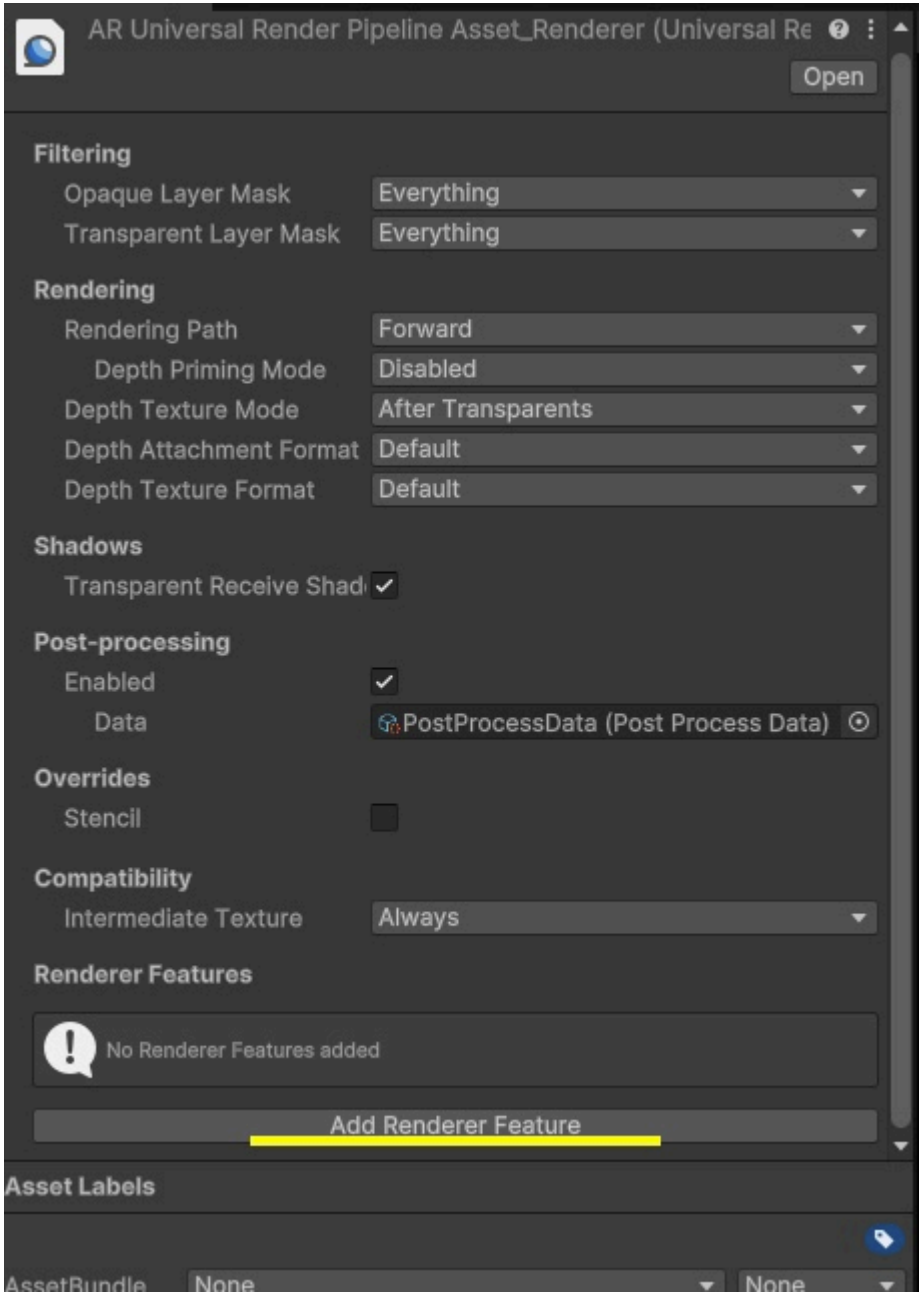 AR Universal Render Pipeline Asset_Renderer (Universal Re
Open
Filtering
Opaque Layer Mask Everything
Transparent Layer Mask Everything
Rendering
Rendering Path Forward
Depth Priming Mode Disabled
Depth Texture Mode After Transparents
Depth Attachment Format Default
Depth Texture Format Default
Shadows
Transparent Receive Shad
Post-processing
Enabled
Data PostProcessData (Post Process Data)
Overrides
Stencil
Compatibility
Intermediate Texture Always
Renderer Features
No Renderer Features added
Add Renderer Feature
Asset Labels
AssetBundle None None